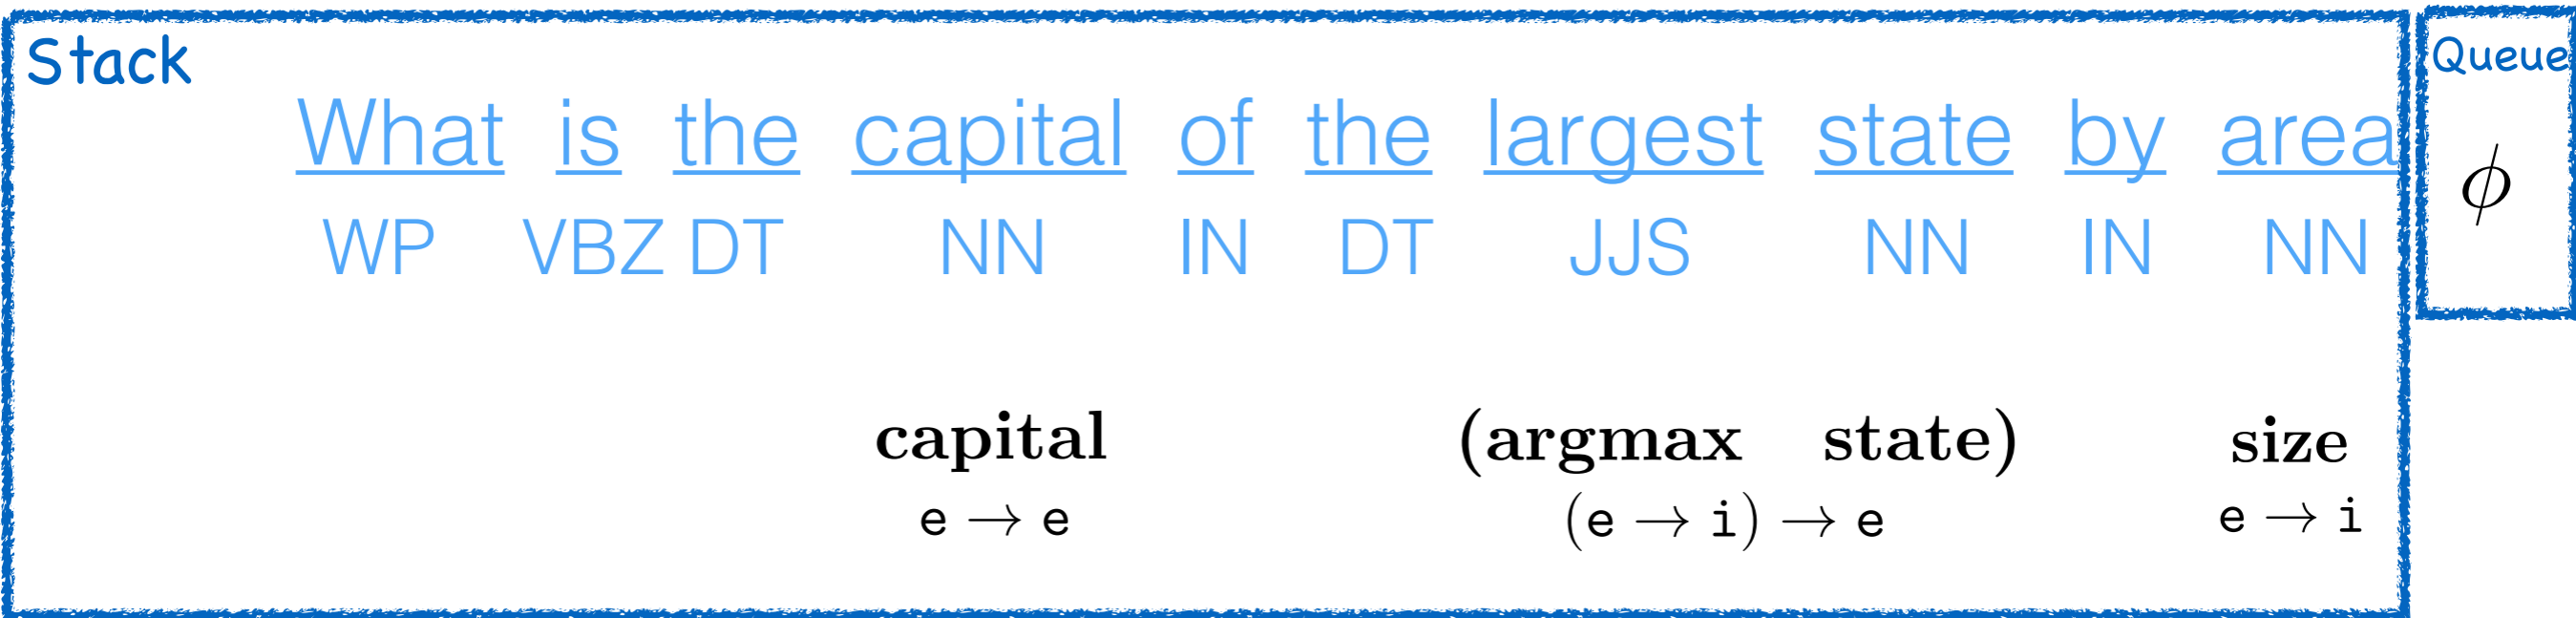 Stack
Queue
What is the capital of the largest state by area
ϕ
WP VBZ DT NN IN DT JJS NN IN NN
capital (argmax state) size
e → e (e → i) → e e → i